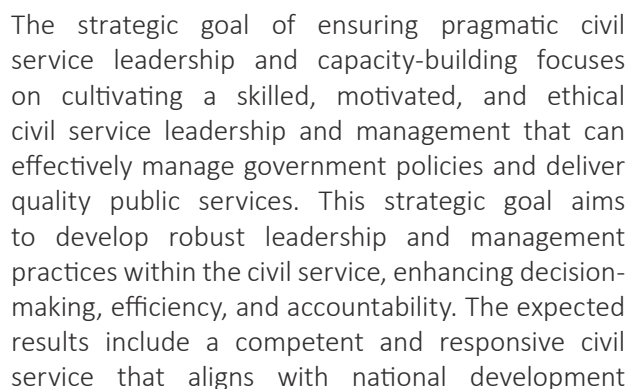 The strategic goal of ensuring pragmatic civil
service leadership and capacity-building focuses
on cultivating a skilled, motivated, and ethical
civil service leadership and management that can
effectively manage government policies and deliver
quality public services. This strategic goal aims
to develop robust leadership and management
practices within the civil service, enhancing decision-
making, efficiency, and accountability. The expected
results include a competent and responsive civil
service that aligns with national development